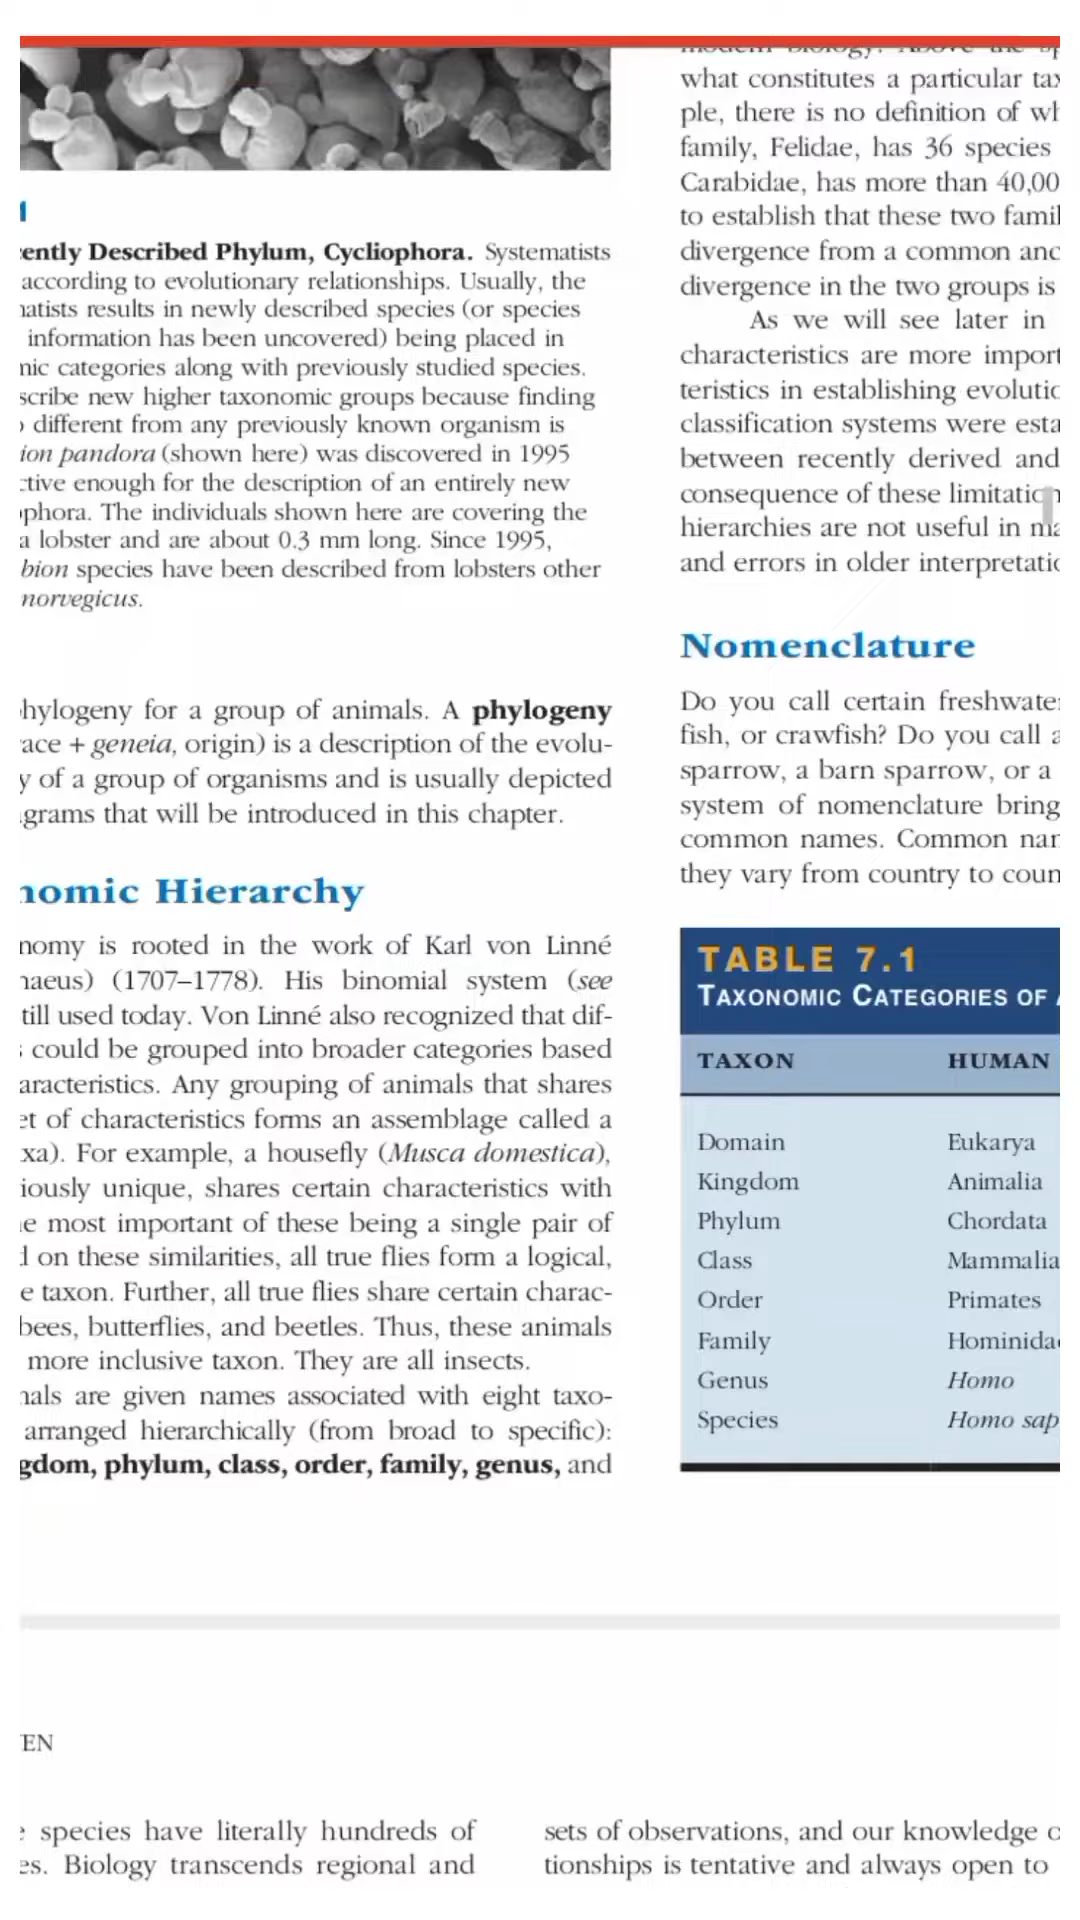 ently Described Phylum, Cycliophora. Systematists
according to evolutionary relationships. Usually, the
atists results in newly described species (or species
information has been uncovered) being placed in
nic categories along with previously studied species.
scribe new higher taxonomic groups because finding
different from any previously known organism is
ion pandora (shown here) was discovered in 1995
tive enough for the description of an entirely new
phora. The individuals shown here are covering the
a lobster and are about 0.3 mm long. Since 1995,
bion species have been described from lobsters other
norvegicus.
hylogeny for a group of animals. A phylogeny
ace + geneia, origin) is a description of the evolu-
y of a group of organisms and is usually depicted
grams that will be introduced in this chapter.
nomic Hierarchy
nomy is rooted in the work of Karl von Linné
naeus) (1707–1778). His binomial system (see
till used today. Von Linné also recognized that dif-
could be grouped into broader categories based
aracteristics. Any grouping of animals that shares
et of characteristics forms an assemblage called a
xa). For example, a housefly (Musca domestica),
iously unique, shares certain characteristics with
e most important of these being a single pair of
d on these similarities, all true flies form a logical,
e taxon. Further, all true flies share certain charac-
bees, butterflies, and beetles. Thus, these animals
more inclusive taxon. They are all insects.
nals are given names associated with eight taxo-
arranged hierarchically (from broad to specific):
gdom, phylum, class, order, family, genus, and
modern biology. Above the sp
what constitutes a particular tax
ple, there is no definition of wh
family, Felidae, has 36 species
Carabidae, has more than 40,00
to establish that these two famil
divergence from a common anc
divergence in the two groups is
As we will see later in
characteristics are more import
teristics in establishing evolutio
classification systems were esta
between recently derived and
consequence of these limitation
hierarchies are not useful in ma
and errors in older interpretatio
Nomenclature
Do you call certain freshwater
fish, or crawfish? Do you call a
sparrow, a barn sparrow, or a
system of nomenclature bring
common names. Common nam
they vary from country to coun
TABLE 7.1
TAXONOMIC CATEGORIES OF A
TAXON HUMAN
Domain Eukarya
Kingdom Animalia
Phylum Chordata
Class Mammalia
Order Primates
Family Hominidae
Genus Homo
Species Homo sap
EN
e species have literally hundreds of
es. Biology transcends regional and
sets of observations, and our knowledge o
tionships is tentative and always open to